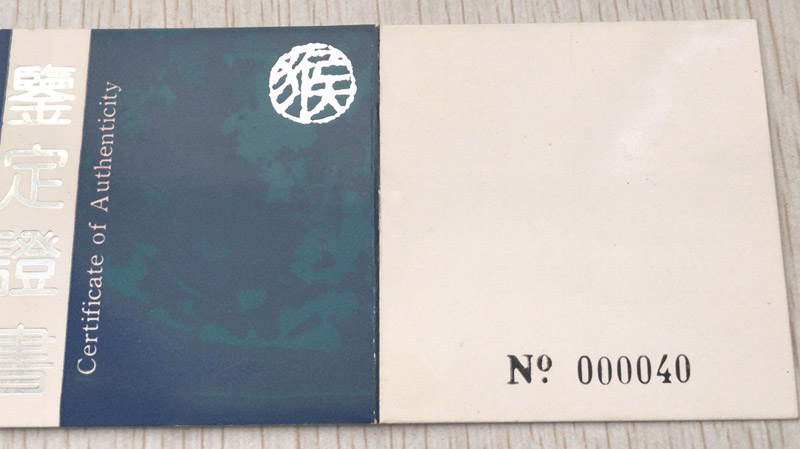 鑒定證書
Certificate of Authenticity
猴
Nº 000040